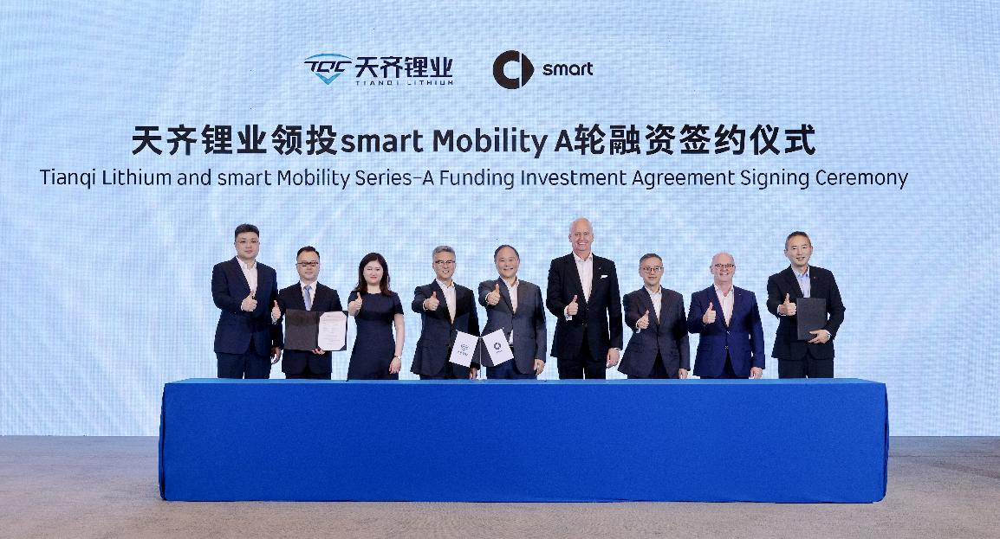 TQC 天齐锂业
TIANQI LITHIUM
smart
天齐锂业领投smart Mobility A轮融资签约仪式
Tianqi Lithium and smart Mobility Series-A Funding Investment Agreement Signing Ceremony